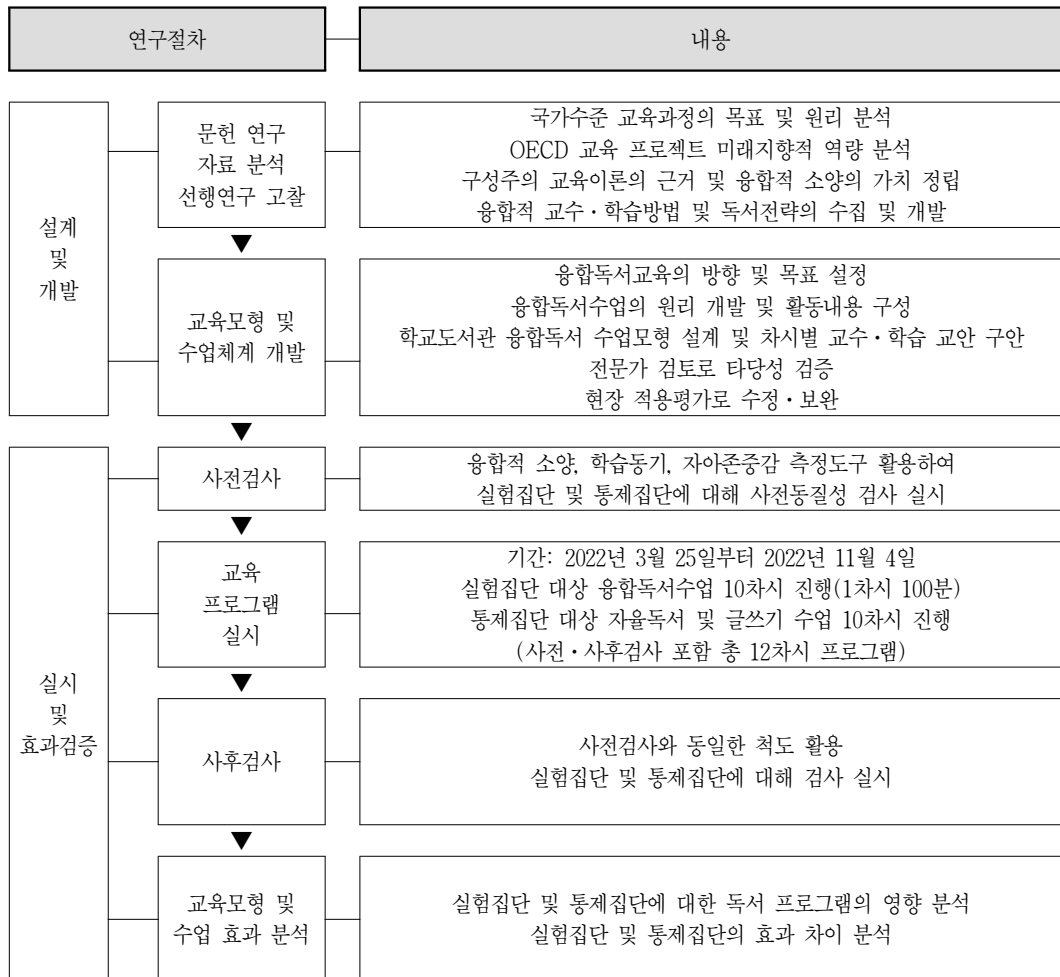 연구절차
내용
설계
및
개발
문헌 연구
자료 분석
선행연구 고찰
국가수준 교육과정의 목표 및 원리 분석
OECD 교육 프로젝트 미래지향적 역량 분석
구성주의 교육이론의 근거 및 융합적 소양의 가치 정립
융합적 교수・학습방법 및 독서전략의 수집 및 개발
▼
교육모형 및
수업체계 개발
융합독서교육의 방향 및 목표 설정
융합독서수업의 원리 개발 및 활동내용 구성
학교도서관 융합독서 수업모형 설계 및 차시별 교수・학습 교안 구안
전문가 검토로 타당성 검증
현장 적용평가로 수정・보완
▼
실시
및
효과검증
사전검사
융합적 소양, 학습동기, 자아존중감 측정도구 활용하여
실험집단 및 통제집단에 대해 사전동질성 검사 실시
▼
교육
프로그램
실시
기간: 2022년 3월 25일부터 2022년 11월 4일
실험집단 대상 융합독서수업 10차시 진행(1차시 100분)
통제집단 대상 자율독서 및 글쓰기 수업 10차시 진행
(사전・사후검사 포함 총 12차시 프로그램)
▼
사후검사
사전검사와 동일한 척도 활용
실험집단 및 통제집단에 대해 검사 실시
▼
교육모형 및
수업 효과 분석
실험집단 및 통제집단에 대한 독서 프로그램의 영향 분석
실험집단 및 통제집단의 효과 차이 분석